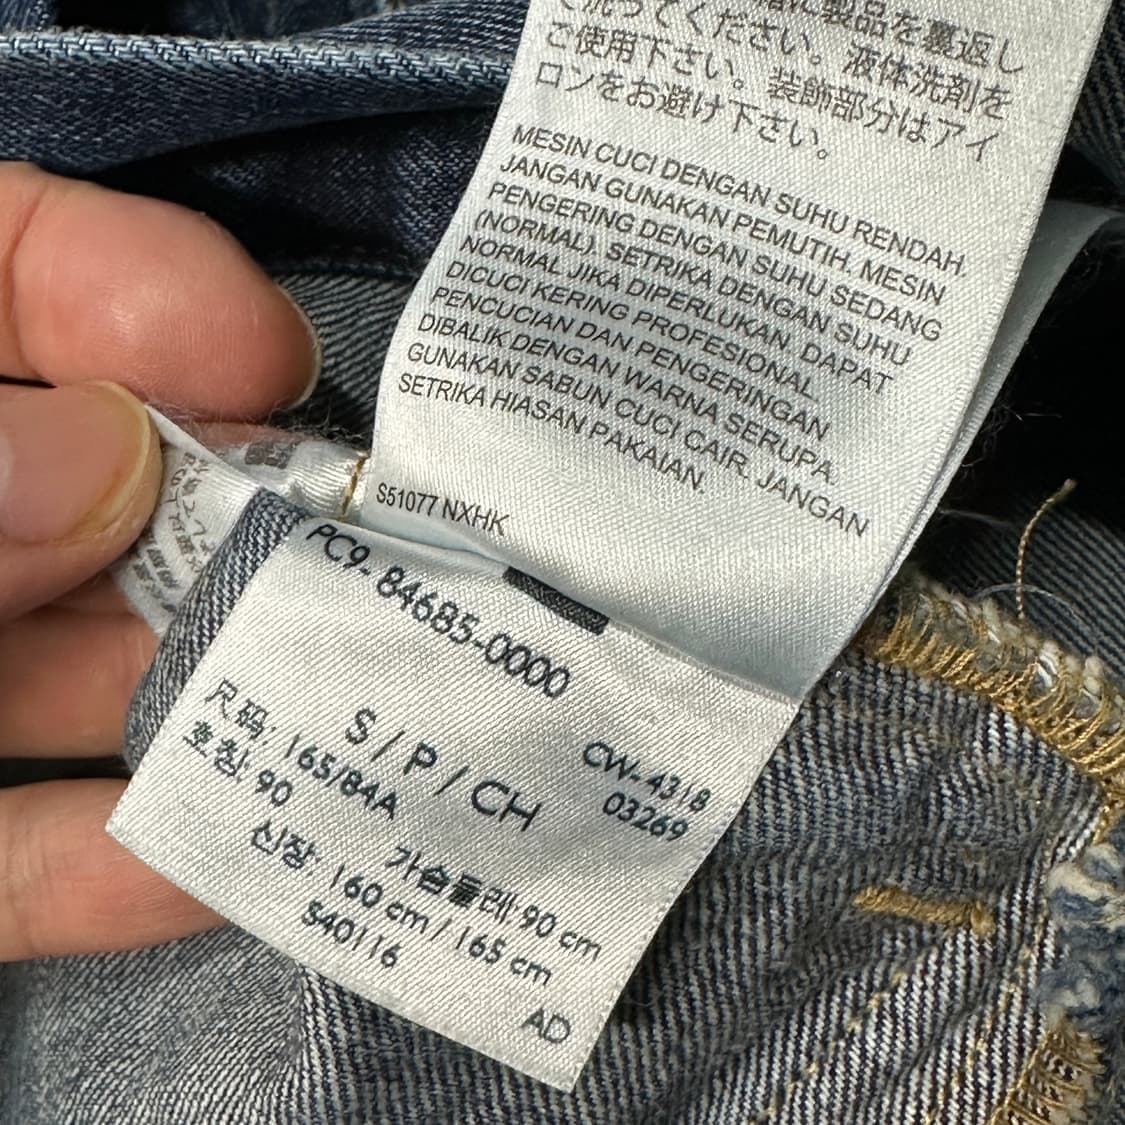 製品を裏返し
て洗ってください。液体洗剤を
ご使用下さい。装飾部分はアイ
ロンをお避け下さい。
MESIN CUCI DENGAN SUHU RENDAH.
JANGAN GUNAKAN PEMUTIH. MESIN
PENGERING DENGAN SUHU SEDANG
(NORMAL). SETRIKA DENGAN SUHU
NORMAL JIKA DIPERLUKAN. DAPAT
DICUCI KERING PROFESIONAL
PENCUCIAN DAN PENGERINGAN
DIBALIK DENGAN WARNA SERUPA.
GUNAKAN SABUN CUCI CAIR. JANGAN
SETRIKA HIASAN PAKAIAN.
S51077 NXHK
PC9- 84685-0000
S / P / CH
CW-4318
03269
尺码: 165/84A
호칭: 90
가슴둘레 90 cm
신장: 160 cm / 165 cm
S40116
AD